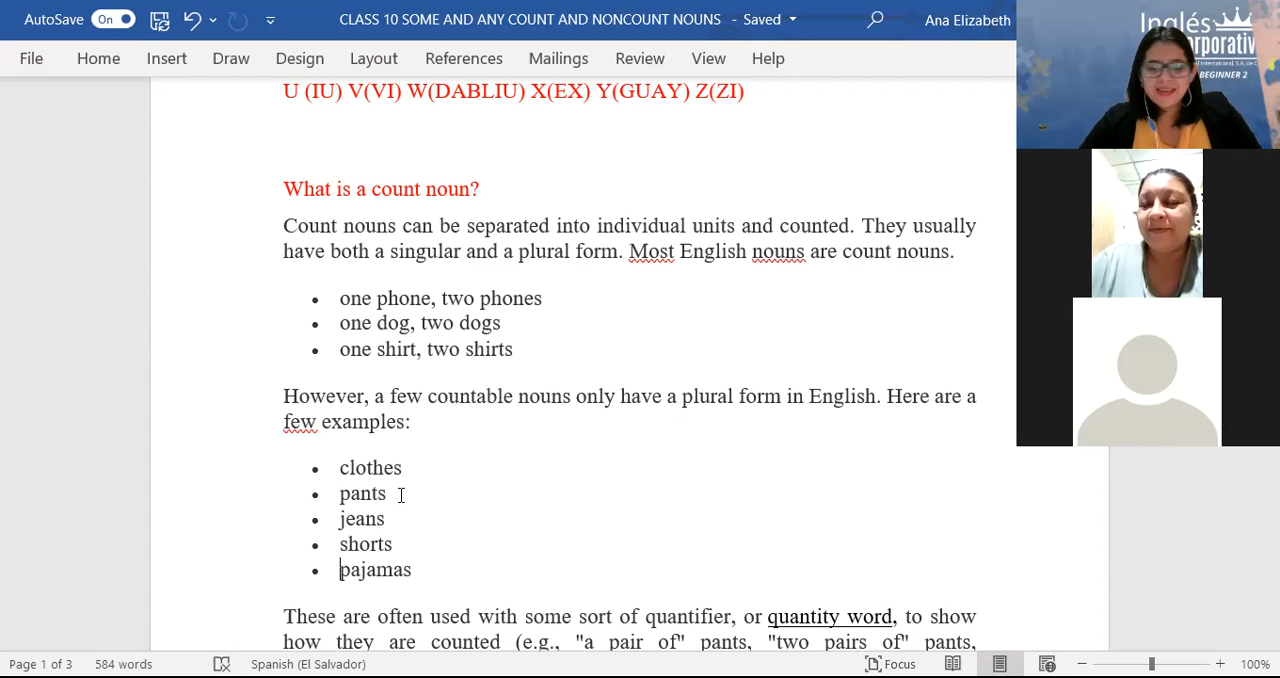 AutoSave On CLASS 10 SOME AND ANY COUNT AND NONCOUNT NOUNS - Saved Ana Elizabeth
File Home Insert Draw Design Layout References Mailings Review View Help
Inglés
Corporativ
BEGINNER 2
U (IU) V(VI) W(DABLIU) X(EX) Y(GUAY) Z(ZI)
What is a count noun?
Count nouns can be separated into individual units and counted. They usually
have both a singular and a plural form. Most English nouns are count nouns.
• one phone, two phones
• one dog, two dogs
• one shirt, two shirts
However, a few countable nouns only have a plural form in English. Here are a
few examples:
• clothes
• pants
• jeans
• shorts
• pajamas
These are often used with some sort of quantifier, or quantity word, to show
how they are counted (e.g., "a pair of" pants, "two pairs of" pants,
Page 1 of 3 584 words Spanish (El Salvador) Focus 100%